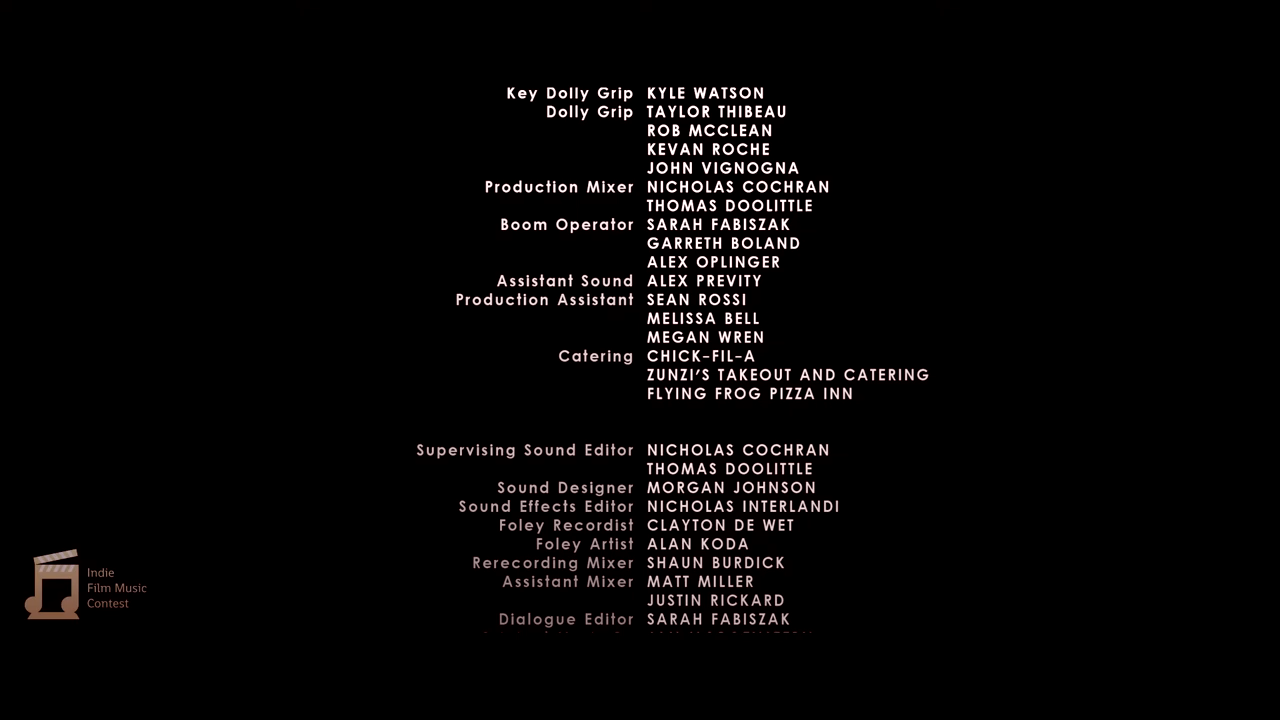 Key Dolly Grip KYLE WATSON
Dolly Grip TAYLOR THIBEAU
ROB MCCLEAN
KEVAN ROCHE
JOHN VIGNOGNA
Production Mixer NICHOLAS COCHRAN
THOMAS DOOLITTLE
Boom Operator SARAH FABISZAK
GARRETH BOLAND
ALEX OPLINGER
Assistant Sound ALEX PREVITY
Production Assistant SEAN ROSSI
MELISSA BELL
MEGAN WREN
Catering CHICK-FIL-A
ZUNZI'S TAKEOUT AND CATERING
FLYING FROG PIZZA INN
Supervising Sound Editor NICHOLAS COCHRAN
THOMAS DOOLITTLE
Sound Designer MORGAN JOHNSON
Sound Effects Editor NICHOLAS INTERLANDI
Foley Recordist CLAYTON DE WET
Foley Artist ALAN KODA
Rerecording Mixer SHAUN BURDICK
Assistant Mixer MATT MILLER
JUSTIN RICKARD
Dialogue Editor SARAH FABISZAK
Indie
Film Music
Contest